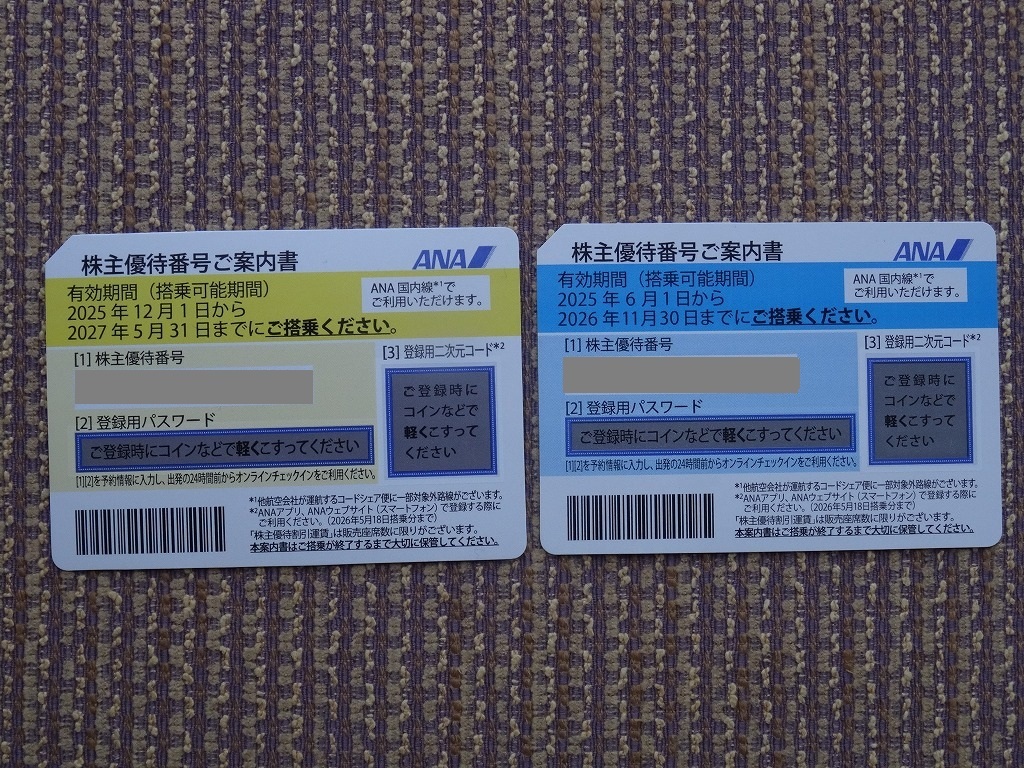 株主優待番号ご案内書
ANA
有効期間（搭乗可能期間）
2025 年 12 月 1 日から
2027 年 5 月 31 日までにご搭乗ください。
ANA 国内線*1で
ご利用いただけます。
[1] 株主優待番号
[2] 登録用パスワード
ご登録時にコインなどで軽くこすってください
[3] 登録用二次元コード*2
ご登録時に
コインなどで
軽くこすって
ください
[1][2]を予約情報に入力し、出発の24時間前からオンラインチェックインをご利用ください。
*1他航空会社が運航するコードシェア便に一部対象外路線がございます。
*2ANAアプリ、ANAウェブサイト（スマートフォン）で登録する際に
ご利用ください。（2026年5月18日搭乗分まで）
「株主優待割引運賃」は販売座席数に限りがございます。
本案内書はご搭乗が終了するまで大切に保管してください。
株主優待番号ご案内書
ANA
有効期間（搭乗可能期間）
2025 年 6 月 1 日から
2026 年 11 月 30 日までにご搭乗ください。
ANA 国内線*1で
ご利用いただけます。
[1] 株主優待番号
[2] 登録用パスワード
ご登録時にコインなどで軽くこすってください
[3] 登録用二次元コード*2
ご登録時に
コインなどで
軽くこすって
ください
[1][2]を予約情報に入力し、出発の24時間前からオンラインチェックインをご利用ください。
*1他航空会社が運航するコードシェア便に一部対象外路線がございます。
*2ANAアプリ、ANAウェブサイト（スマートフォン）で登録する際に
ご利用ください。（2026年5月18日搭乗分まで）
「株主優待割引運賃」は販売座席数に限りがございます。
本案内書はご搭乗が終了するまで大切に保管してください。